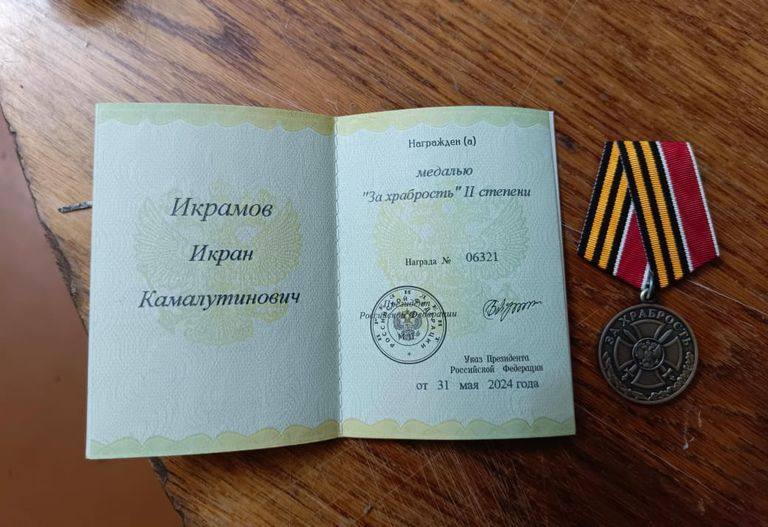 Икрамов
Икран
Камалутинович
Награжден (а)
медалью
"За храбрость" II степени
Награда № 06321
Президент
Российской Федерации
М.П.
Указ Президента
Российской Федерации
от 31 мая 2024 года
ЗА ХРАБРОСТЬ